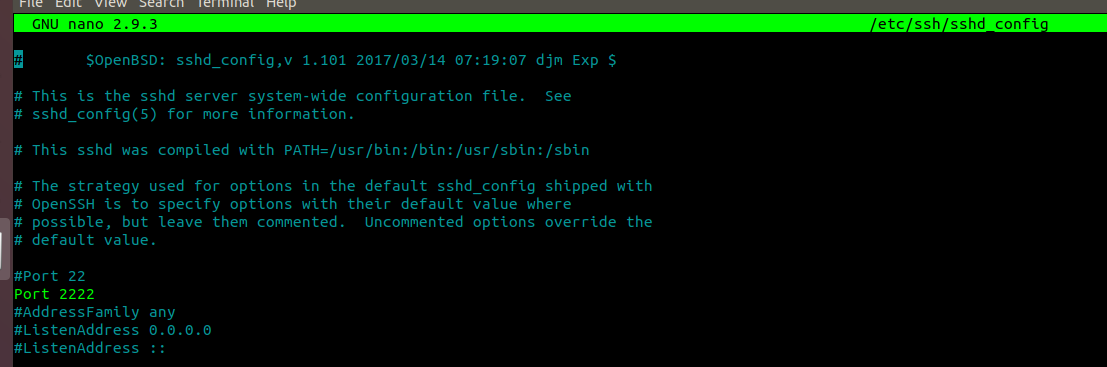 File Edit View Search Terminal Help
GNU nano 2.9.3 /etc/ssh/sshd_config
# $OpenBSD: sshd_config,v 1.101 2017/03/14 07:19:07 djm Exp $
# This is the sshd server system-wide configuration file.  See
# sshd_config(5) for more information.
# This sshd was compiled with PATH=/usr/bin:/bin:/usr/sbin:/sbin
# The strategy used for options in the default sshd_config shipped with
# OpenSSH is to specify options with their default value where
# possible, but leave them commented.  Uncommented options override the
# default value.
#Port 22
Port 2222
#AddressFamily any
#ListenAddress 0.0.0.0
#ListenAddress ::